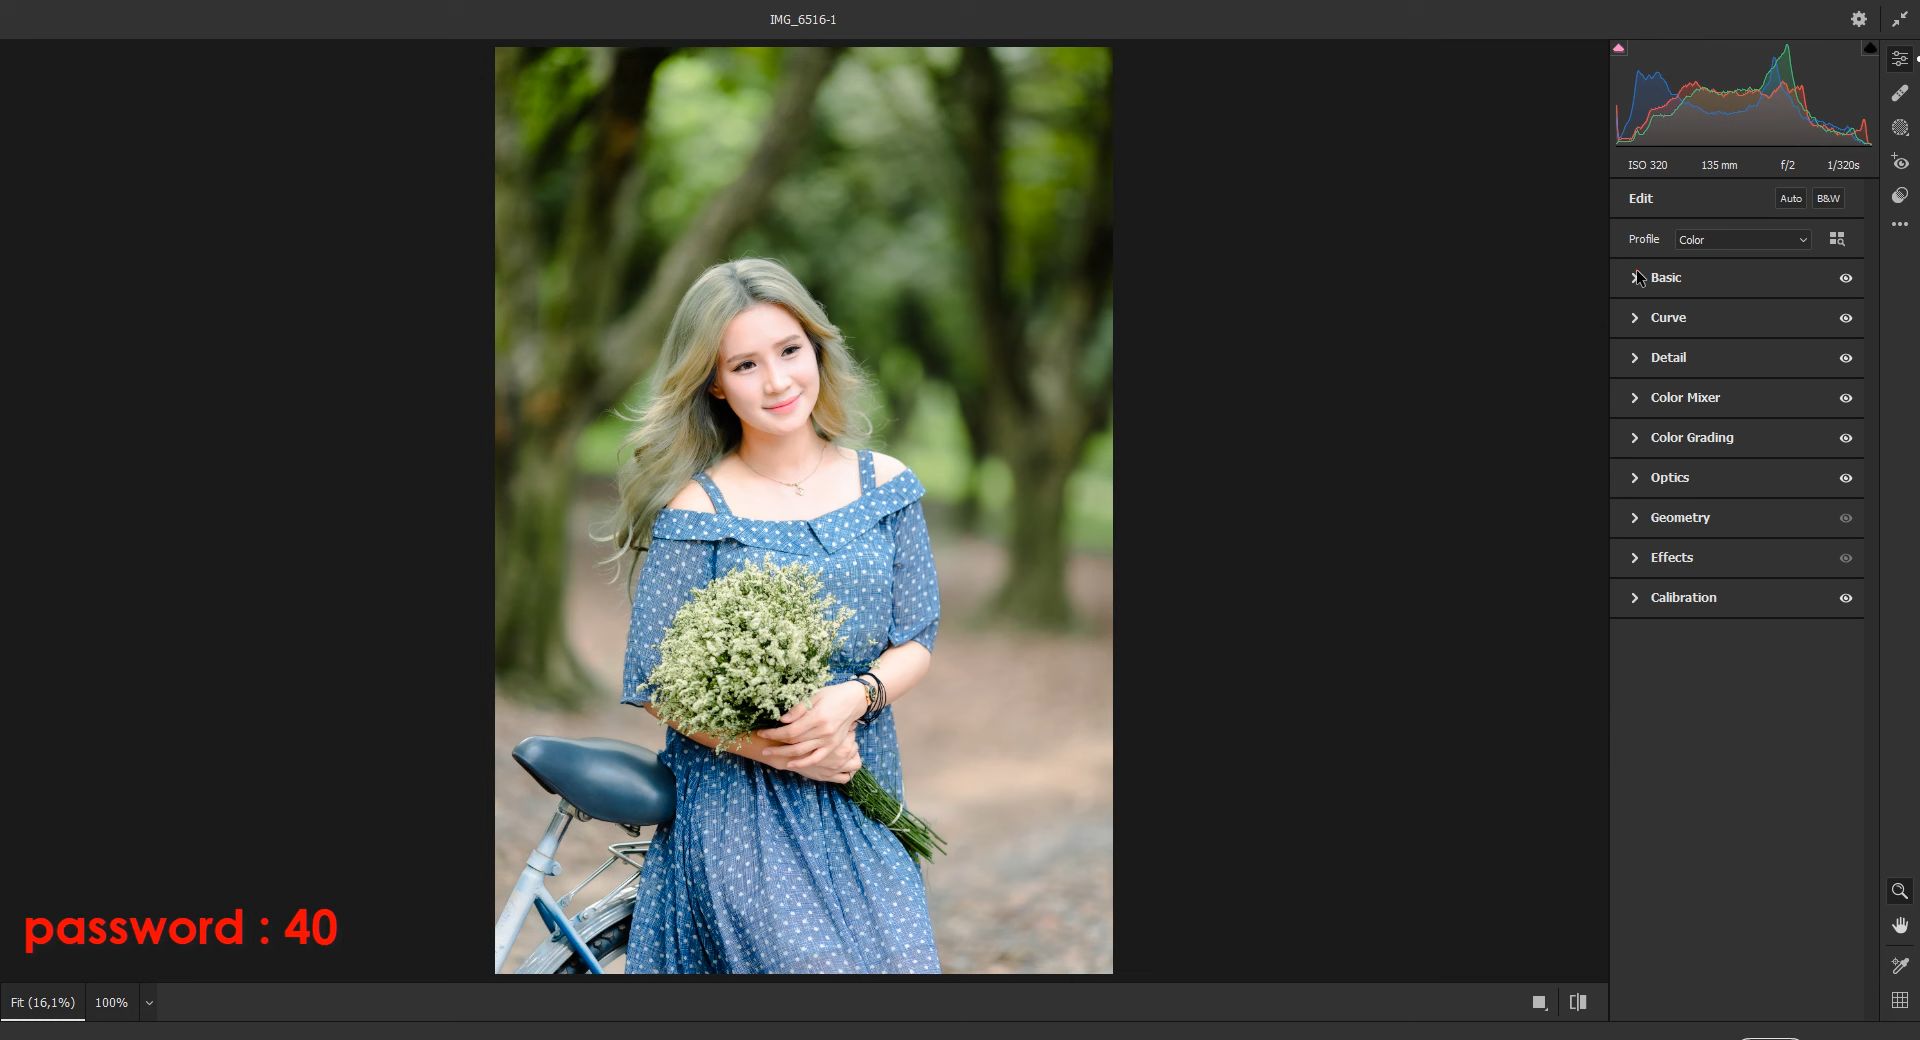 IMG_6516-1
ISO 320 135 mm f/2 1/320s
Edit Auto B&W
Profile Color
Basic
Curve
Detail
Color Mixer
Color Grading
Optics
Geometry
Effects
Calibration
password : 40
Fit (16,1%) 100%